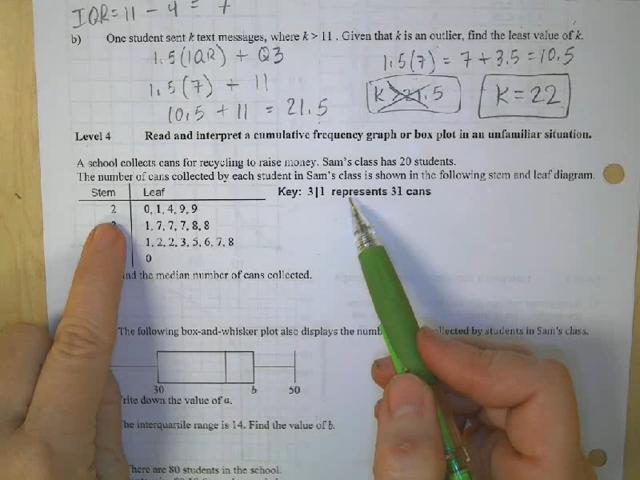 IQR = 11 - 4 = 7
b) One student sent k text messages, where k > 11 . Given that k is an outlier, find the least value of k.
1.5(IQR) + Q3
1.5(7) = 7 + 3.5 = 10.5
1.5(7) + 11
10.5 + 11 = 21.5
K = 22
Level 4 Read and interpret a cumulative frequency graph or box plot in an unfamiliar situation.
A school collects cans for recycling to raise money. Sam's class has 20 students.
The number of cans collected by each student in Sam's class is shown in the following stem and leaf diagram.
Stem Leaf Key: 3|1 represents 31 cans
2 0, 1, 4, 9, 9
1, 7, 7, 7, 8, 8
1, 2, 2, 3, 5, 6, 7, 8
0
the median number of cans collected.
The following box-and-whisker plot also displays the by students in Sam's class.
30 b 50
down the value of a.
interquartile range is 14. Find the value of b.
There are 80 students in the school.